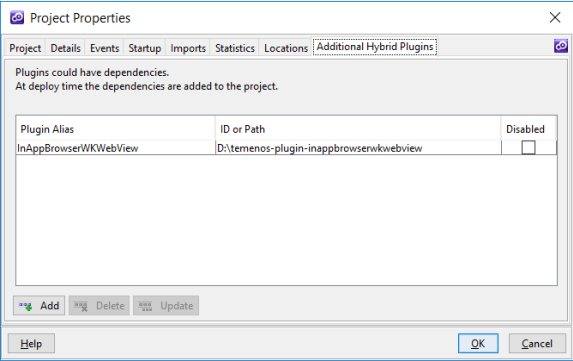 Project Properties
Project Details Events Startup Imports Statistics Locations Additional Hybrid Plugins
Plugins could have dependencies.
At deploy time the dependencies are added to the project.
Plugin Alias ID or Path Disabled
InAppBrowserWKWebView D:\temenos-plugin-inappbrowserwkwebview
Add Delete Update
Help OK Cancel